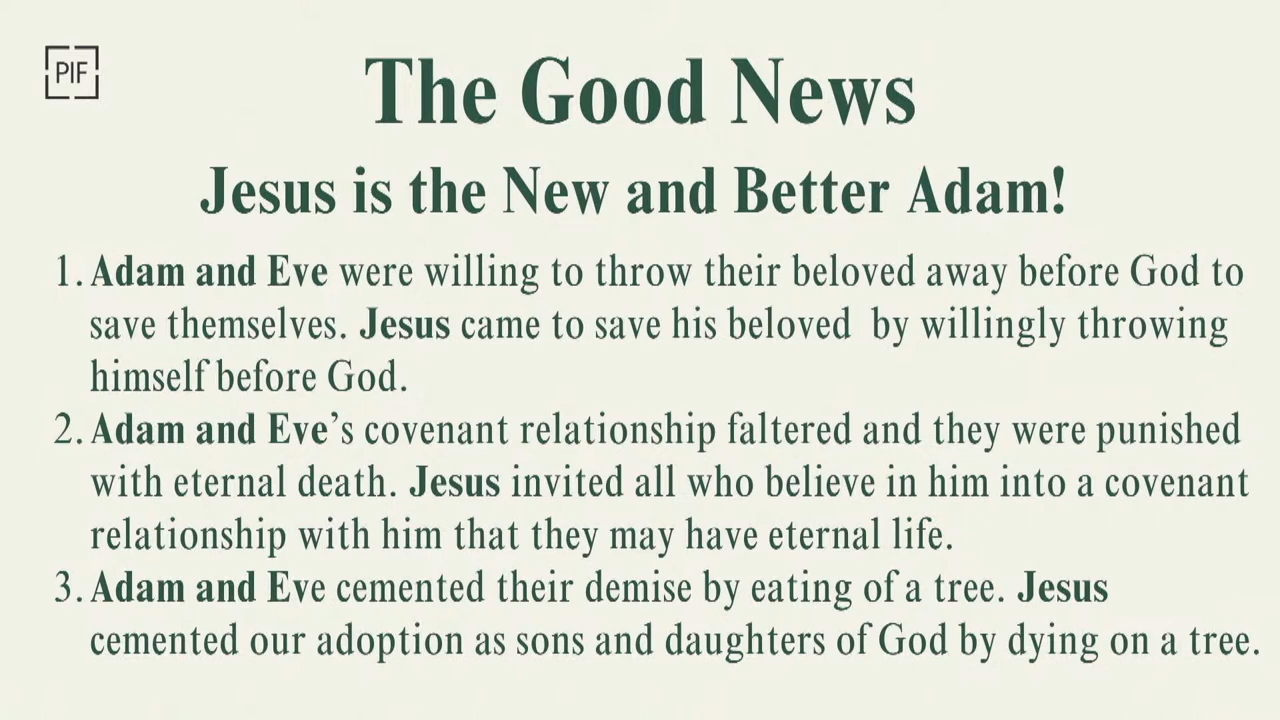 PIF
The Good News
Jesus is the New and Better Adam!
1. Adam and Eve were willing to throw their beloved away before God to
save themselves. Jesus came to save his beloved by willingly throwing
himself before God.
2. Adam and Eve's covenant relationship faltered and they were punished
with eternal death. Jesus invited all who believe in him into a covenant
relationship with him that they may have eternal life.
3. Adam and Eve cemented their demise by eating of a tree. Jesus
cemented our adoption as sons and daughters of God by dying on a tree.